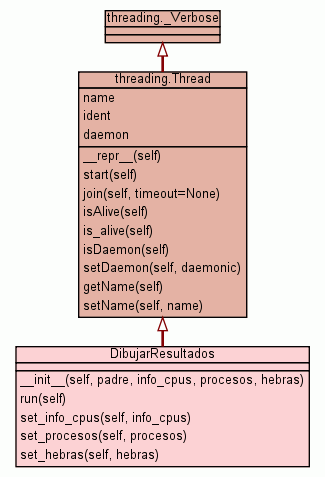 threading._Verbose
threading.Thread
name
ident
daemon
__repr__(self)
start(self)
join(self, timeout=None)
isAlive(self)
is_alive(self)
isDaemon(self)
setDaemon(self, daemonic)
getName(self)
setName(self, name)
DibujarResultados
__init__(self, padre, info_cpus, procesos, hebras)
run(self)
set_info_cpus(self, info_cpus)
set_procesos(self, procesos)
set_hebras(self, hebras)